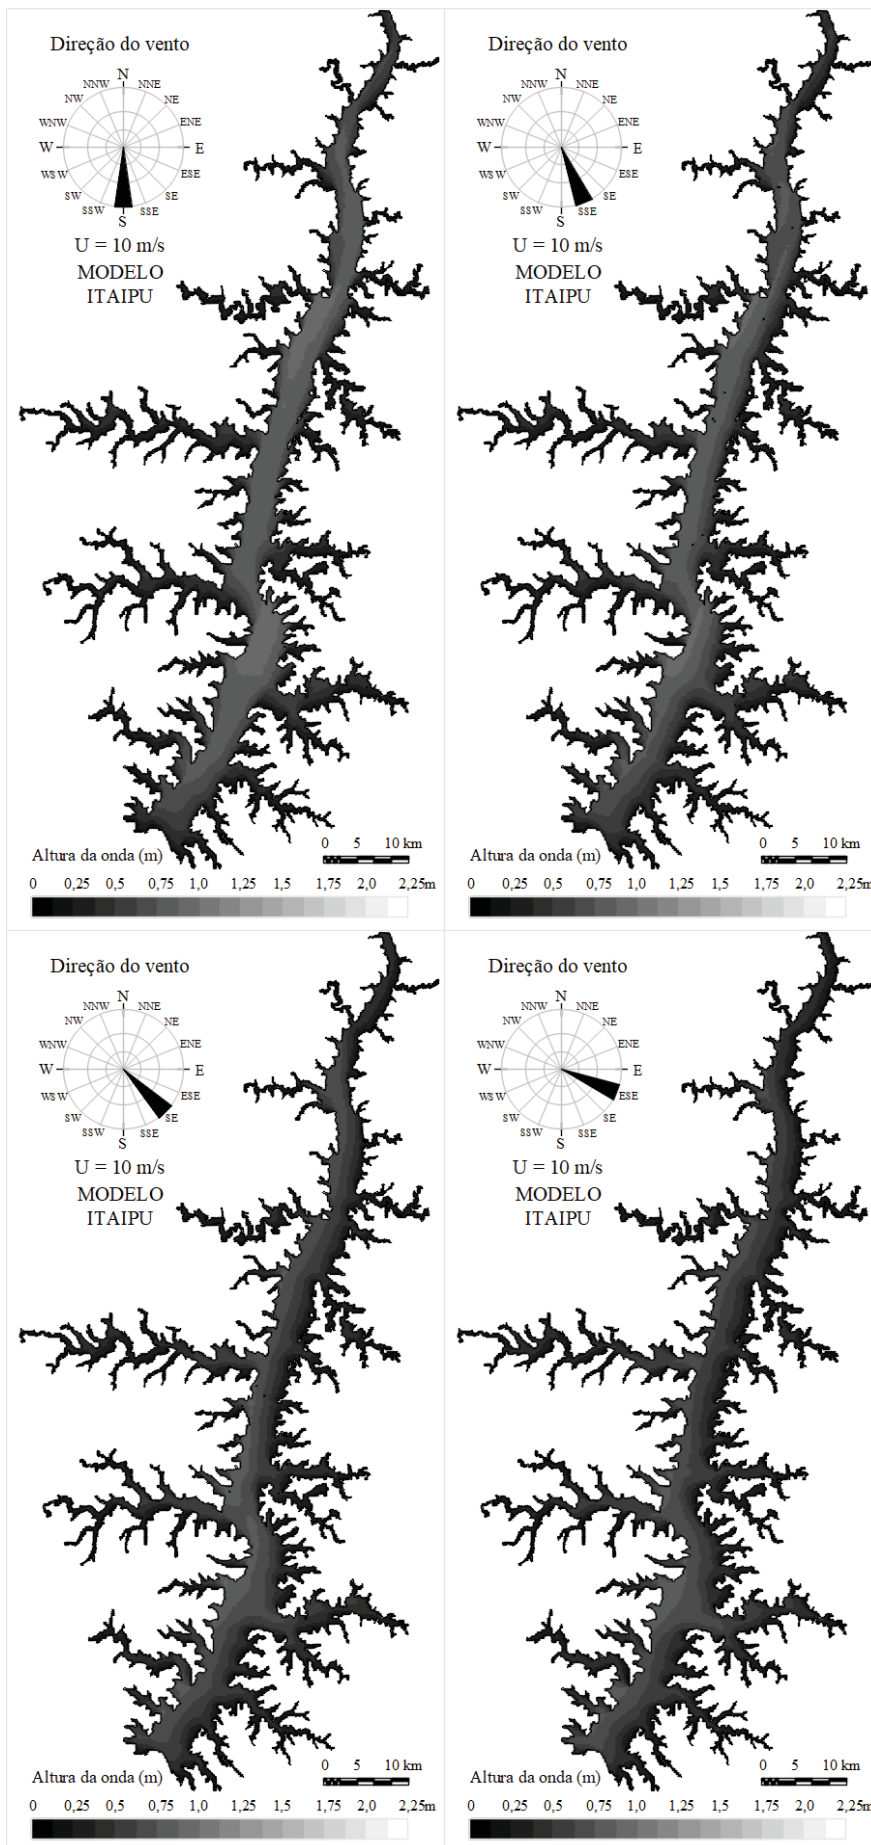 Direção do vento
N
NNW NNE
NW NE
WNW ENE
W E
WSW ESE
SW SE
SSW SSE
S
U = 10 m/s
MODELO
ITAIPU
Altura da onda (m)
0 5 10 km
0 0,25 0,5 0,75 1,0 1,25 1,5 1,75 2,0 2,25m
Direção do vento
N
NNW NNE
NW NE
WNW ENE
W E
WSW ESE
SW SE
SSW SSE
S
U = 10 m/s
MODELO
ITAIPU
Altura da onda (m)
0 5 10 km
0 0,25 0,5 0,75 1,0 1,25 1,5 1,75 2,0 2,25m
Direção do vento
N
NNW NNE
NW NE
WNW ENE
W E
WSW ESE
SW SE
SSW SSE
S
U = 10 m/s
MODELO
ITAIPU
Altura da onda (m)
0 5 10 km
0 0,25 0,5 0,75 1,0 1,25 1,5 1,75 2,0 2,25m
Direção do vento
N
NNW NNE
NW NE
WNW ENE
W E
WSW ESE
SW SE
SSW SSE
S
U = 10 m/s
MODELO
ITAIPU
Altura da onda (m)
0 5 10 km
0 0,25 0,5 0,75 1,0 1,25 1,5 1,75 2,0 2,25m